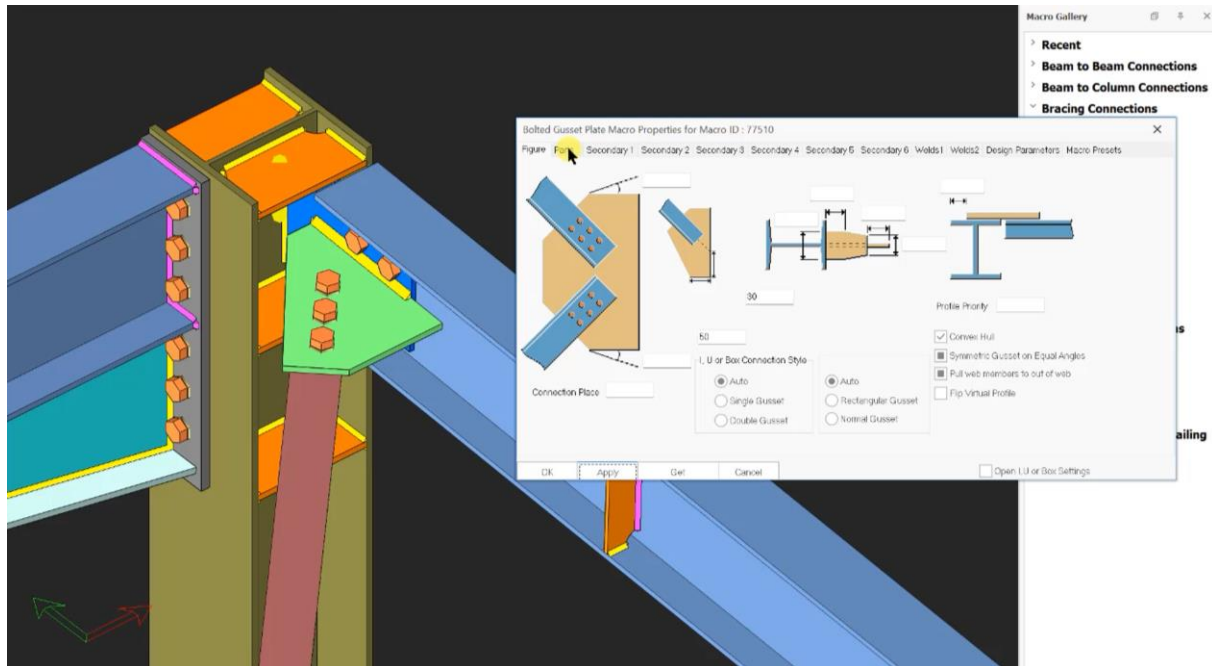 Macro Gallery
Recent
Beam to Beam Connections
Beam to Column Connections
Bracing Connections
Bolted Gusset Plate Macro Properties for Macro ID : 77510
Figure Secondary 1 Secondary 2 Secondary 3 Secondary 4 Secondary 5 Secondary 6 Welds1 Welds2 Design Parameters Macro Presets
30
Profile Priority
50
Convex Hull
I, U or Box Connection Style
Symmetric Gusset on Equal Angles
Auto
Auto
Pull web members to out of web
Connection Place
Single Gusset
Rectangular Gusset
Flip Virtual Profile
Double Gusset
Normal Gusset
OK Apply Get Cancel
Open I,U or Box Settings